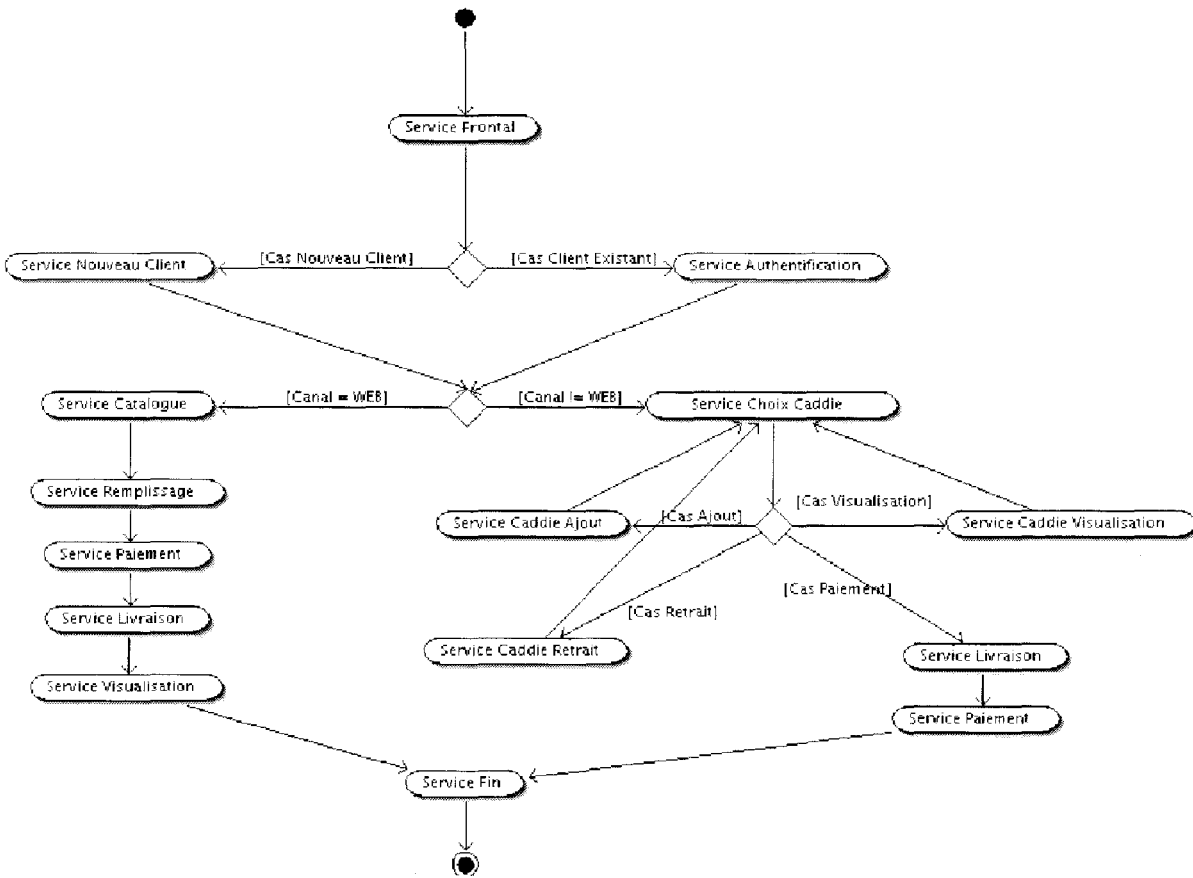 Service Frontal
[Cas Nouveau Client]
[Cas Client Existant]
Service Nouveau Client
Service Authentification
[Canal = WEB]
[Canal != WEB]
Service Catalogue
Service Choix Caddie
Service Remplissage
[Cas Visualisation]
[Cas Ajout]
Service Caddie Ajout
Service Caddie Visualisation
Service Paiement
[Cas Paiement]
[Cas Retrait]
Service Livraison
Service Caddie Retrait
Service Livraison
Service Visualisation
Service Paiement
Service Fin